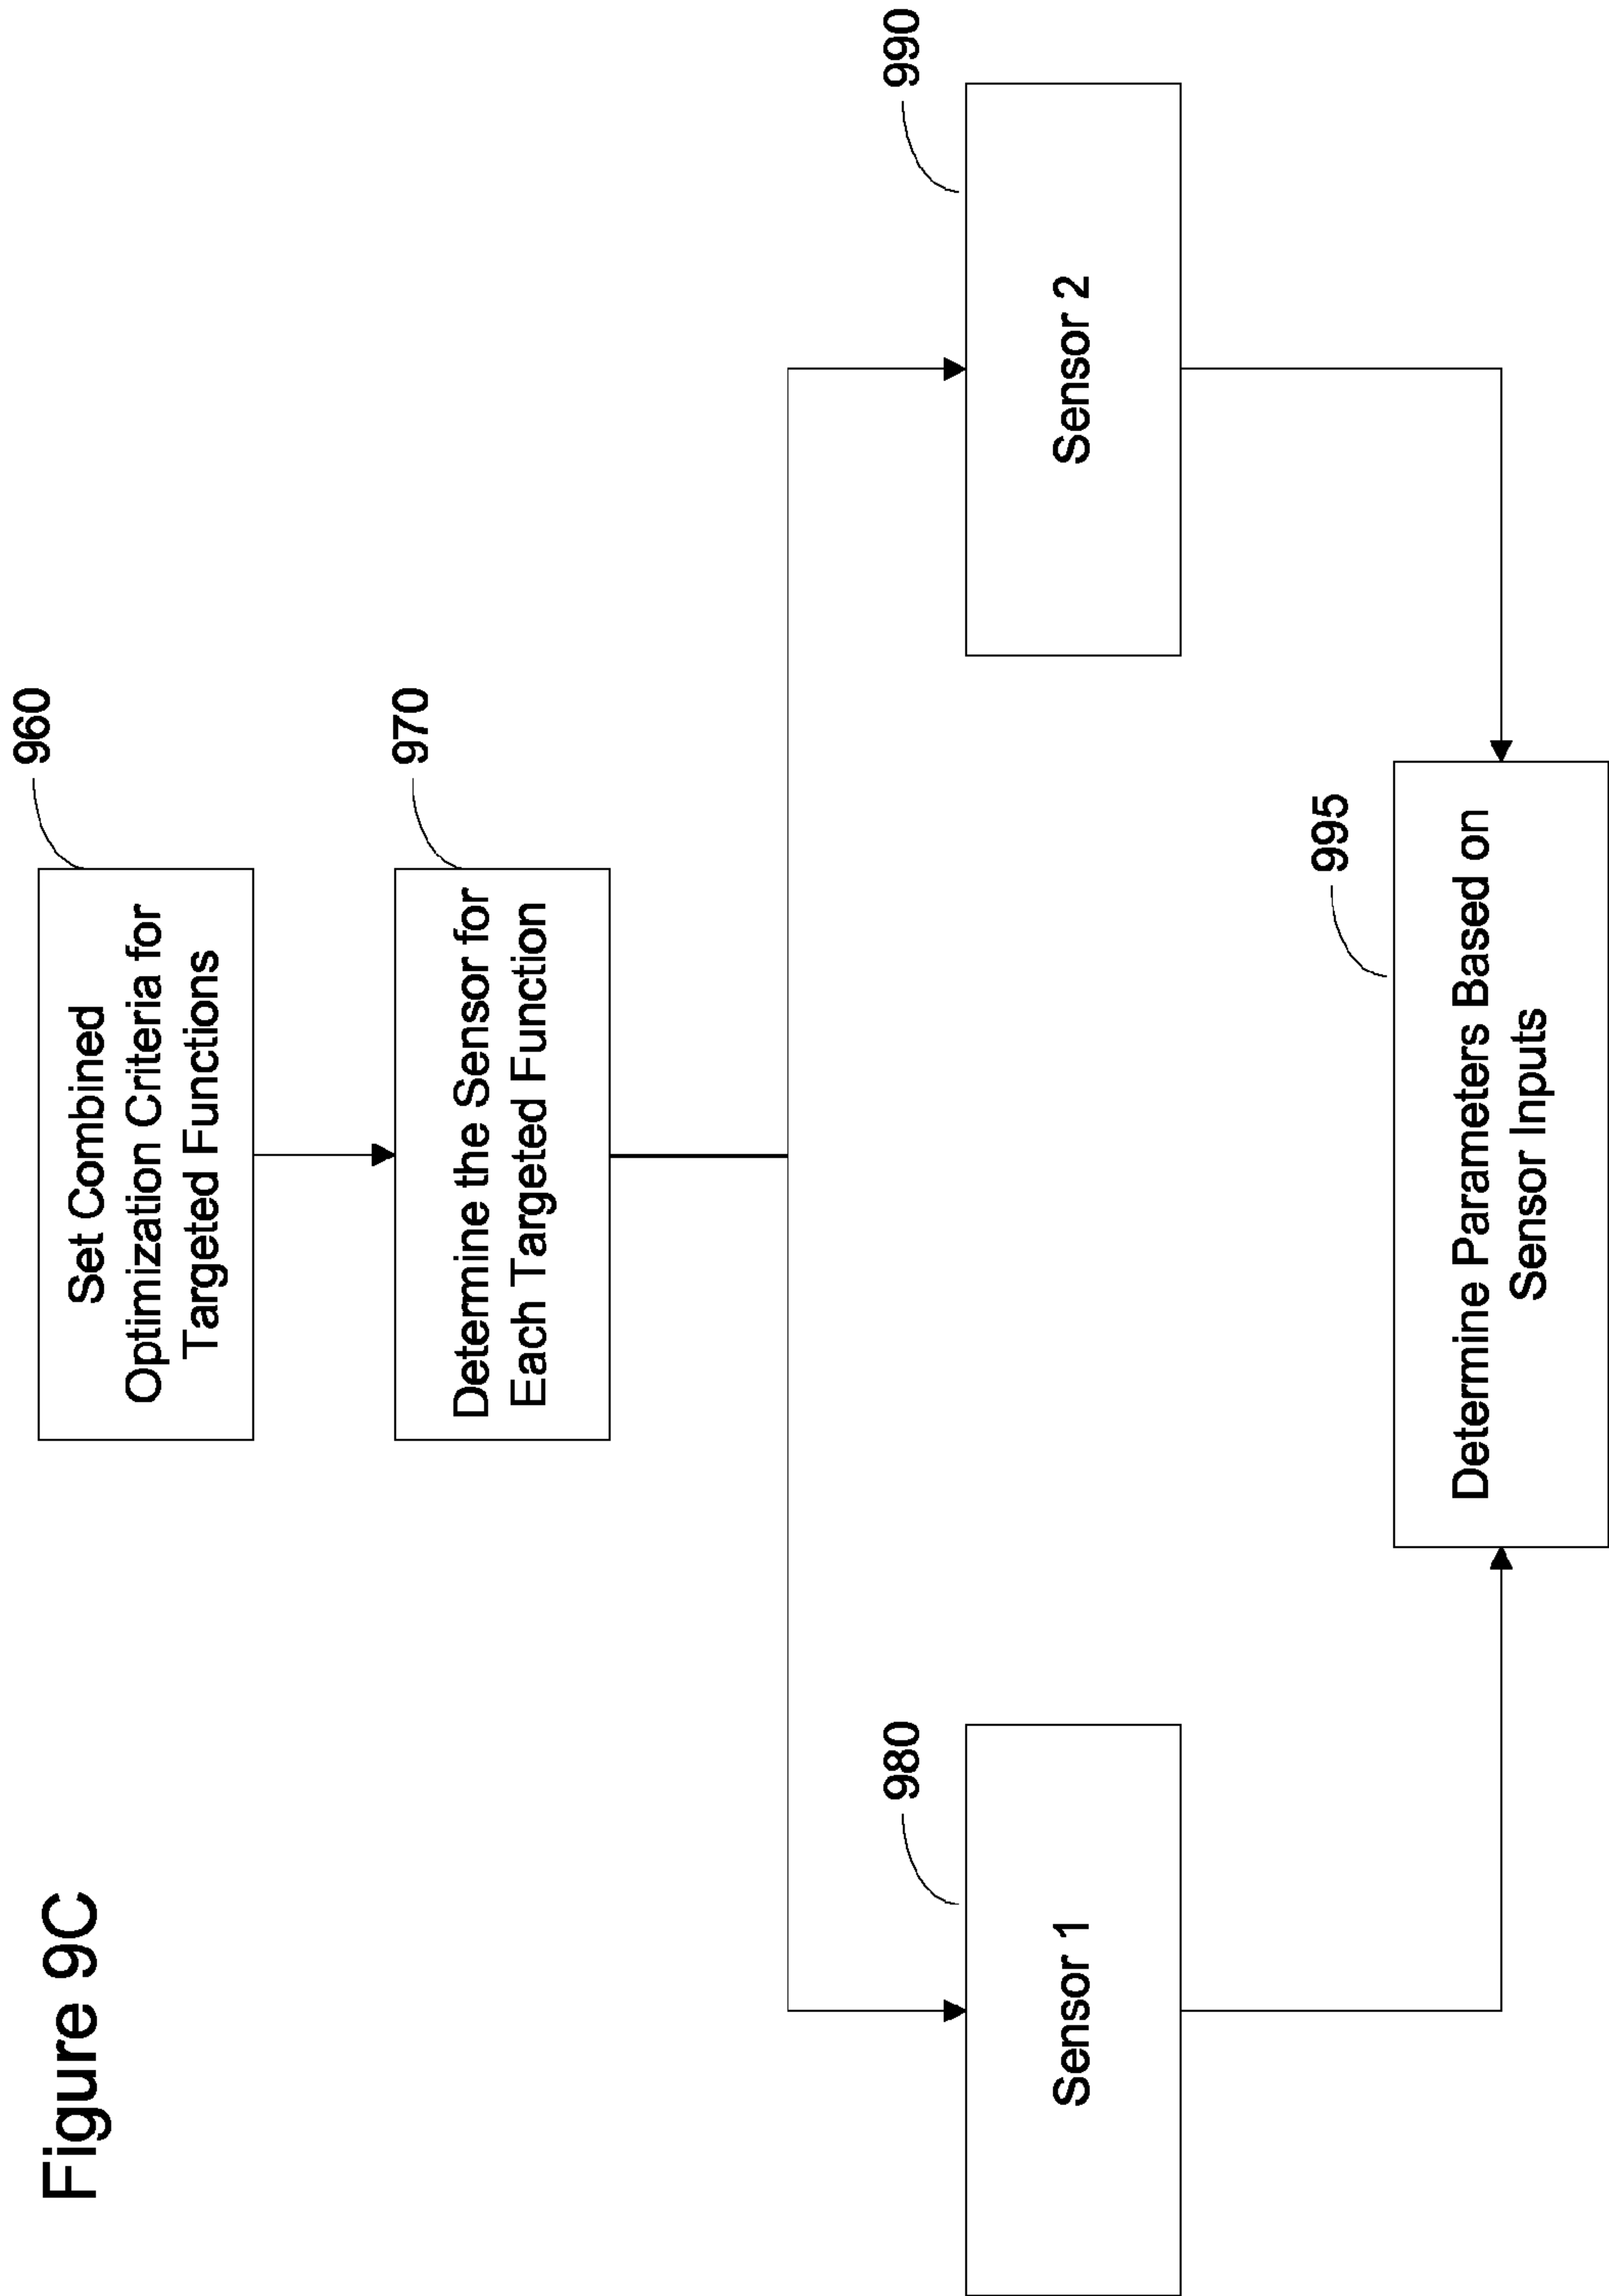 Figure 9C
960
Set Combined
Optimization Criteria for
Targeted Functions
970
Determine the Sensor for
Each Targeted Function
980
Sensor 1
990
Sensor 2
995
Determine Parameters Based on
Sensor Inputs